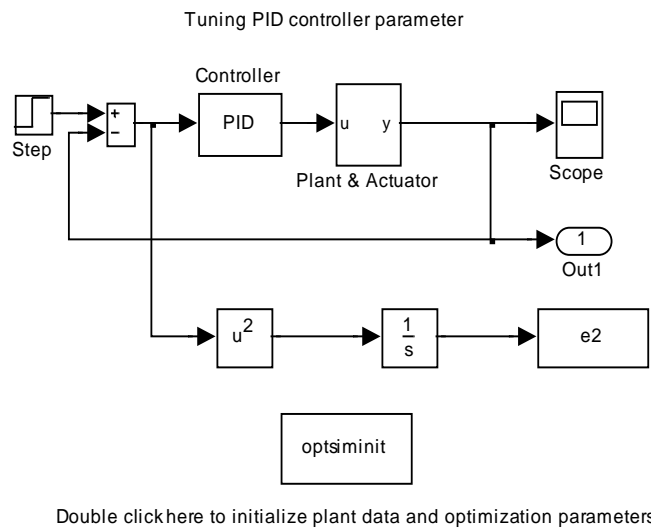 Tuning PID controller parameter
Controller
+
−
PID
u y
Step
Plant & Actuator
Scope
1
Out1
u2
1
s
e2
optsiminit
Double click here to initialize plant data and optimization parameters